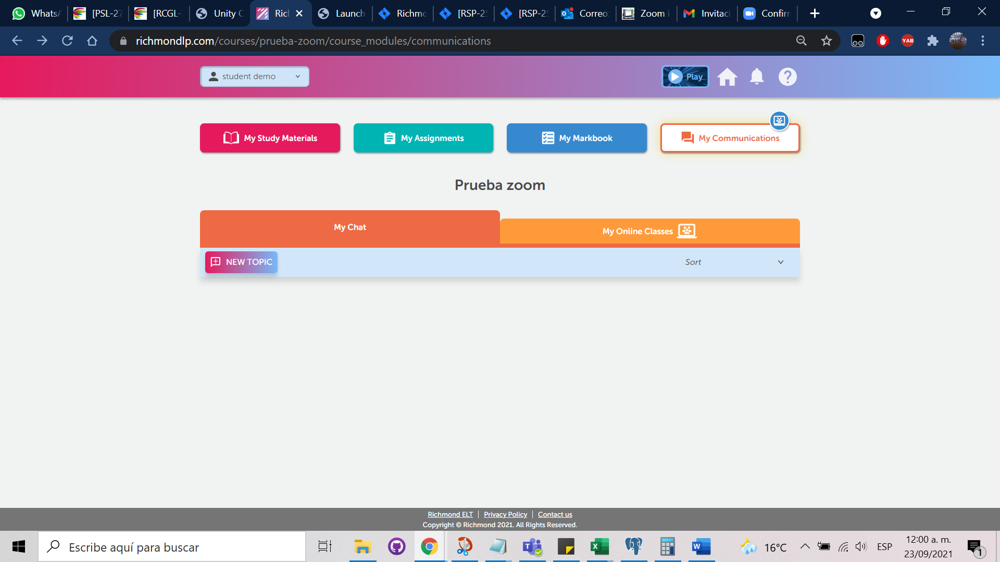 WhatsA
[PSL-27
[RCGL-
Unity C
Ric
Launch
Richmo
[RSP-2
[RSP-2
Correo
Zoom i
Invitaci
Confirm
richmondlp.com/courses/prueba-zoom/course_modules/communications
YAB
student demo
Play
My Study Materials
My Assignments
My Markbook
My Communications
Prueba zoom
My Chat
My Online Classes
NEW TOPIC
Sort
Richmond ELT
Privacy Policy
Contact us
Copyright © Richmond 2021. All Rights Reserved.
Escribe aquí para buscar
16°C
ESP
12:00 a. m.
23/09/2021
1